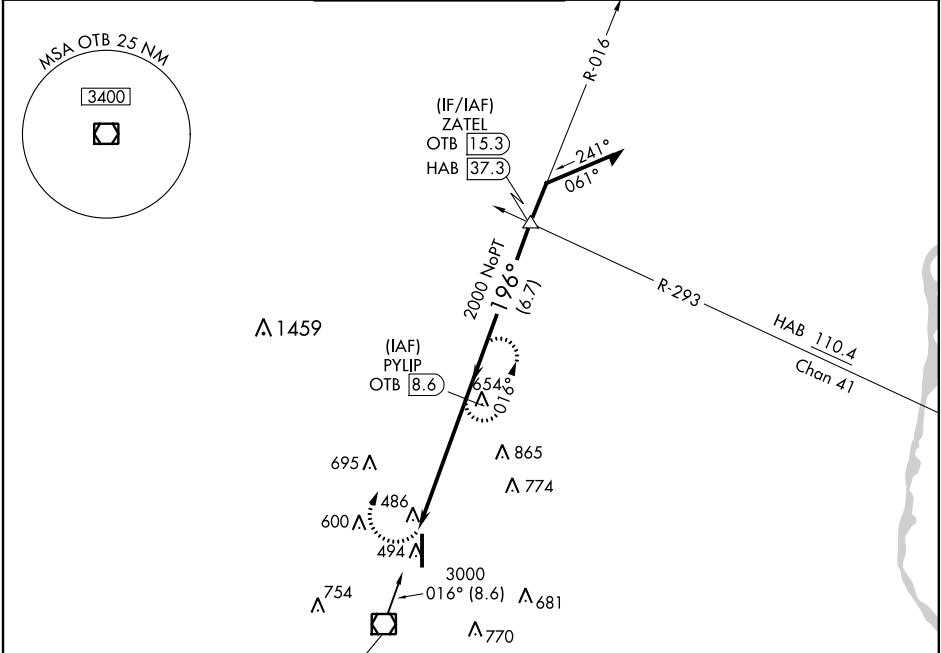 MSA OTB 25 NM
3400
R-016
(IF/IAF)
ZATEL
OTB 15.3
HAB 37.3
241°
061°
2000 NoPT
196°
(6.7)
R-293
HAB 110.4
Chan 41
1459
(IAF)
PYLIP
OTB 8.6
654
016°
865
695
774
486
600
494
3000
016° (8.6)
754
681
770